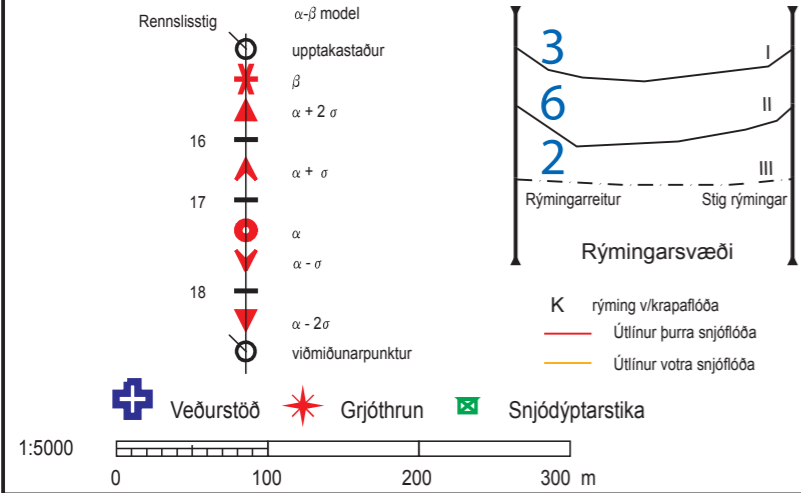 α-β model
Rennslisstig
upptakastaður
β
α + 2 σ
16
α + σ
17
α
α - σ
18
α - 2σ
viðmiðunarpunktur
3
I
6
II
2
III
Rýmingarreitur Stig rýmingar
Rýmingarsvæði
K rýming v/krapaflóða
Útlínur þurra snjóflóða
Útlínur votra snjóflóða
Veðurstöð Grjóthrun Snjódýptarstika
1:5000
0 100 200 300 m